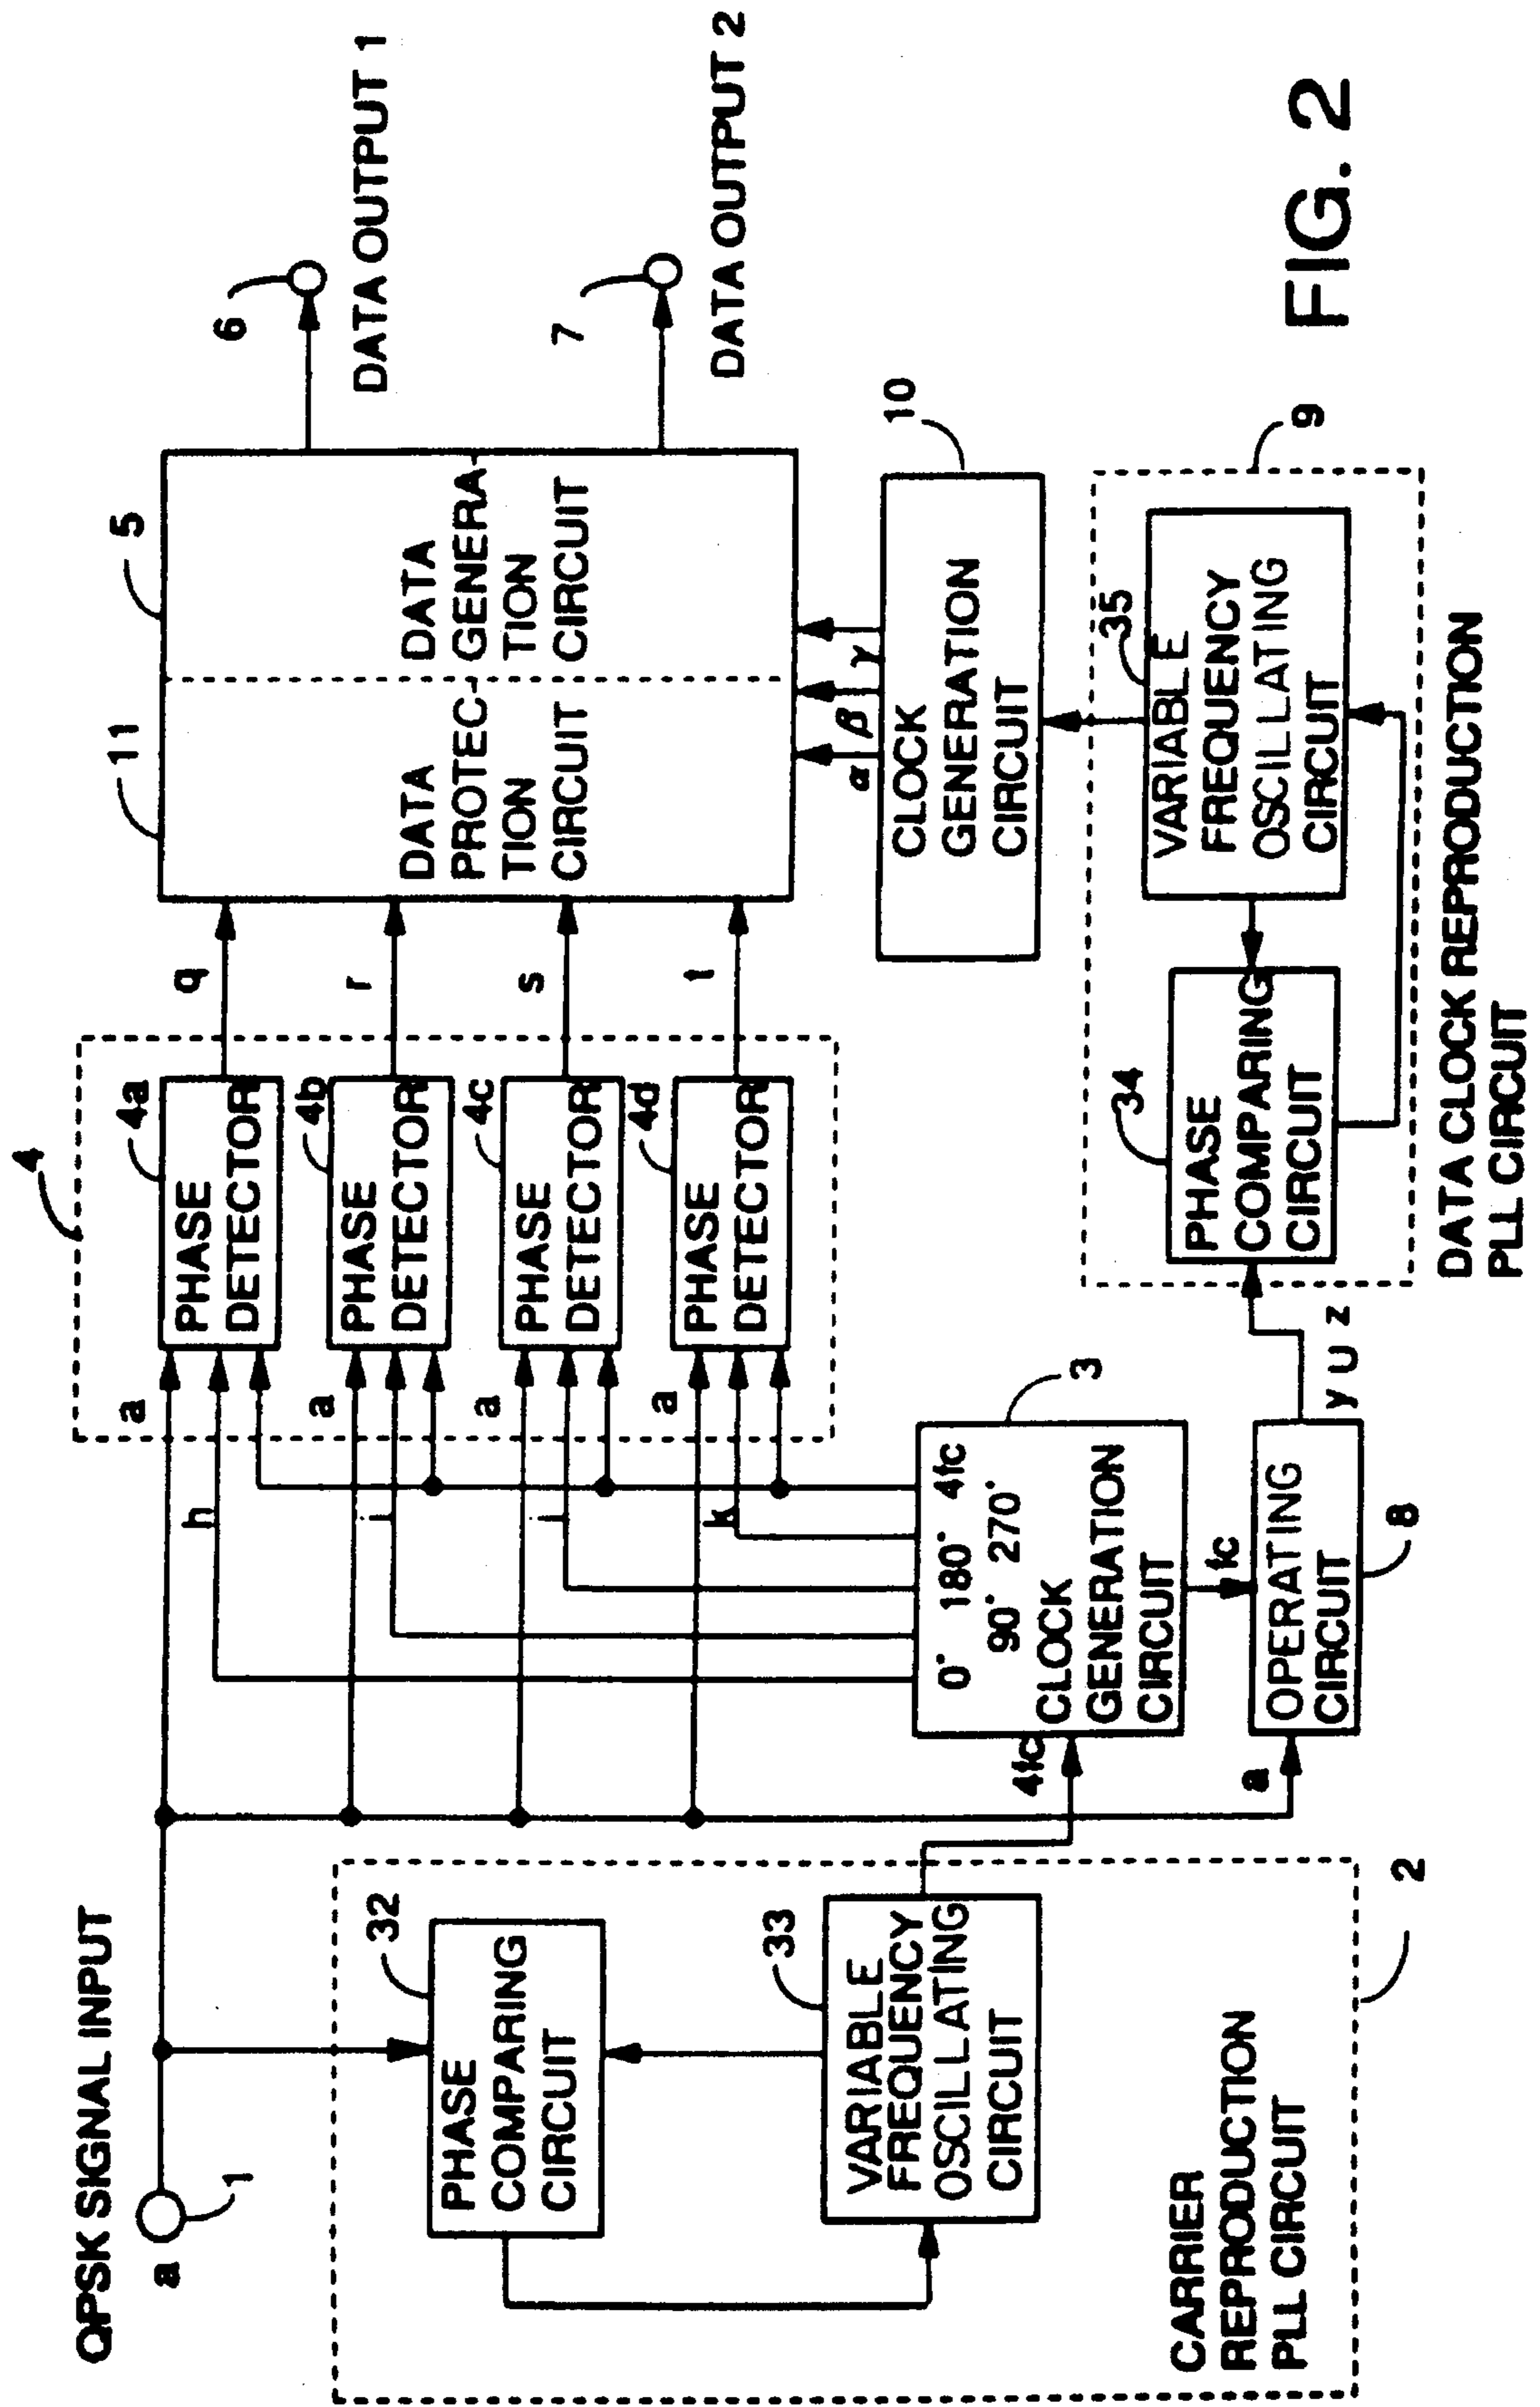 QPSK SIGNAL INPUT
a
1
32
PHASE
COMPARING
CIRCUIT
33
VARIABLE
FREQUENCY
OSCILLATING
CIRCUIT
CARRIER
REPRODUCTION
PLL CIRCUIT
2
4
a
h
PHASE
DETECTOR
4a
q
a
i
PHASE
DETECTOR
4b
r
a
j
PHASE
DETECTOR
4c
s
a
k
PHASE
DETECTOR
4d
t
4fc
0° 180° 4fc
90° 270°
CLOCK
GENERATION
CIRCUIT
3
fc
a
OPERATING
CIRCUIT
8
y U z
11
DATA
PROTEC-
TION
CIRCUIT
5
DATA
GENERA-
TION
CIRCUIT
6
DATA OUTPUT 1
7
DATA OUTPUT 2
α β γ
CLOCK
GENERATION
CIRCUIT
10
34
PHASE
COMPARING
CIRCUIT
35
VARIABLE
FREQUENCY
OSCILLATING
CIRCUIT
9
DATA CLOCK REPRODUCTION
PLL CIRCUIT
FIG. 2